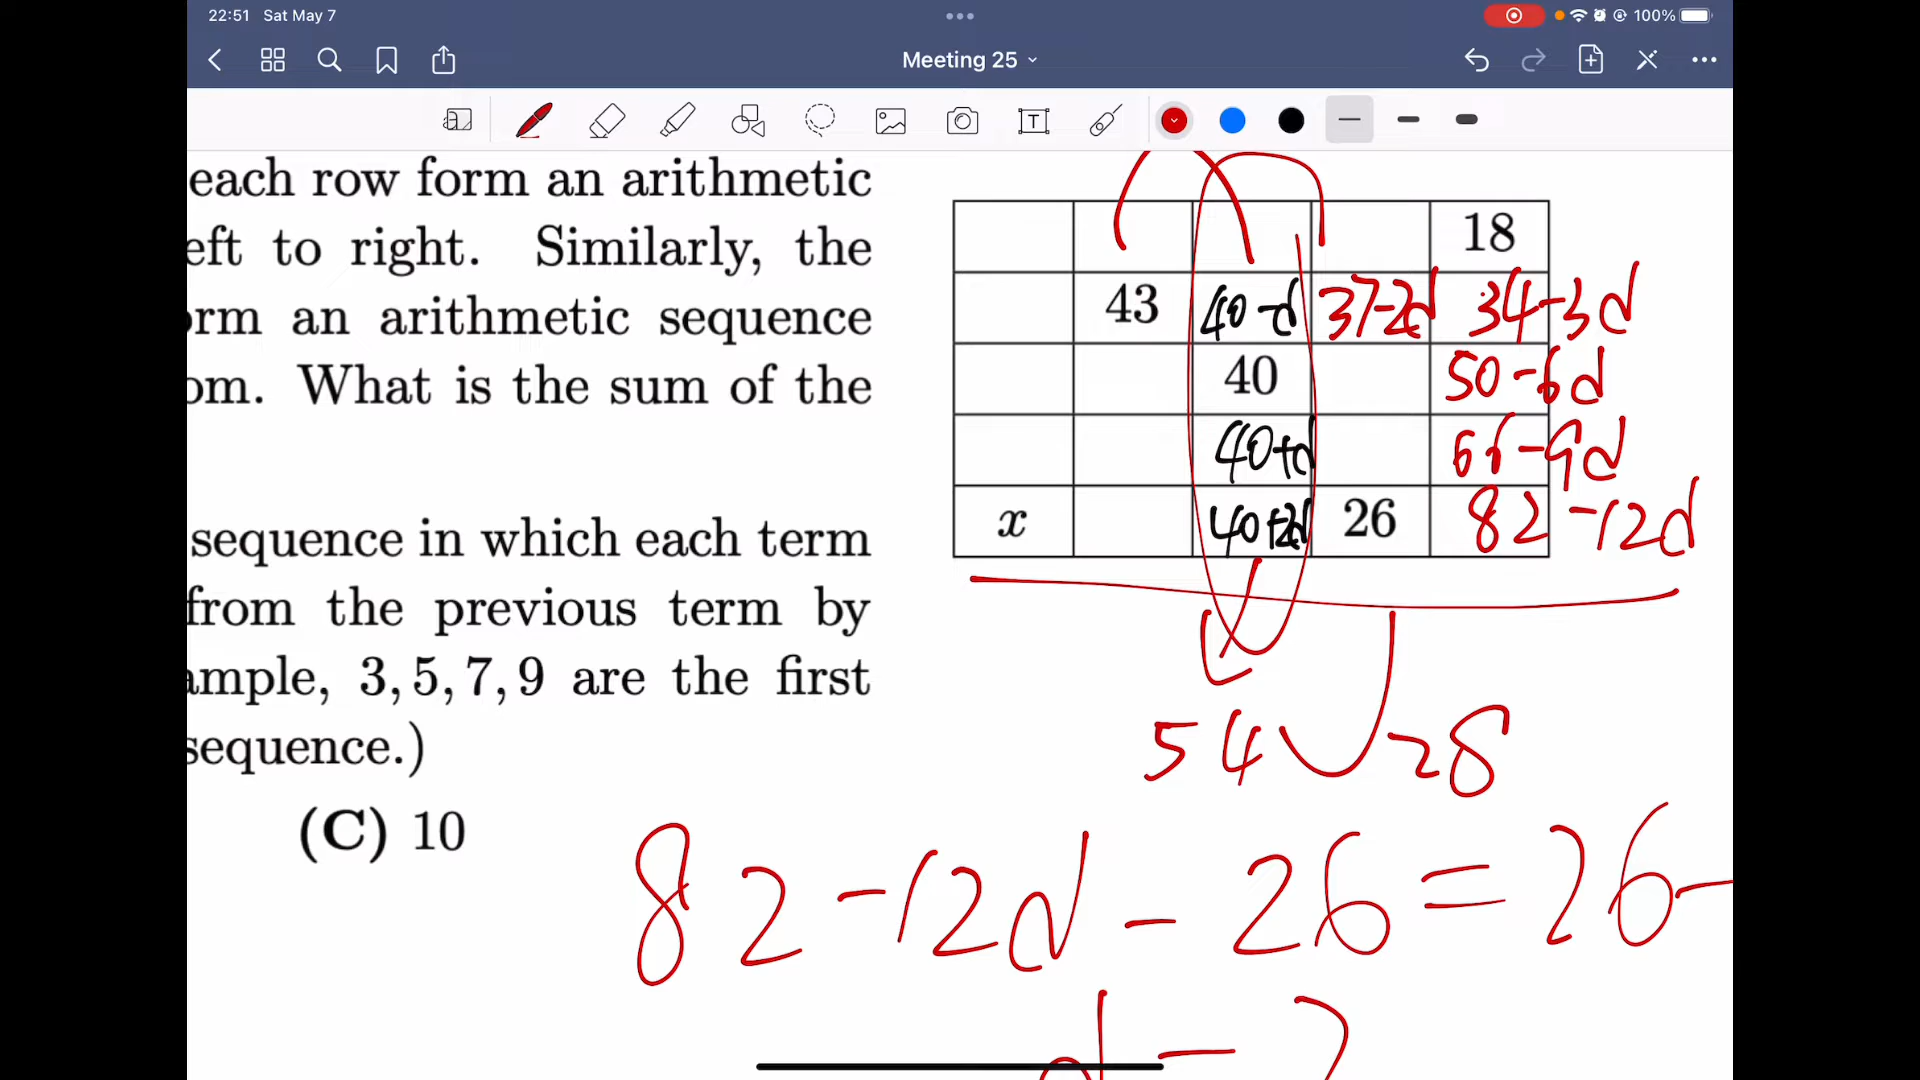 22:51 Sat May 7
100%
Meeting 25
each row form an arithmetic
eft to right. Similarly, the
orm an arithmetic sequence
om. What is the sum of the
18
43 40-d 37-2d 34-3d
40 50-6d
40+d 66-9d
x 40+2d 26 82-12d
sequence in which each term
from the previous term by
ample, 3, 5, 7, 9 are the first
sequence.)
54 28
(C) 10
82-12d-26=26-
d=